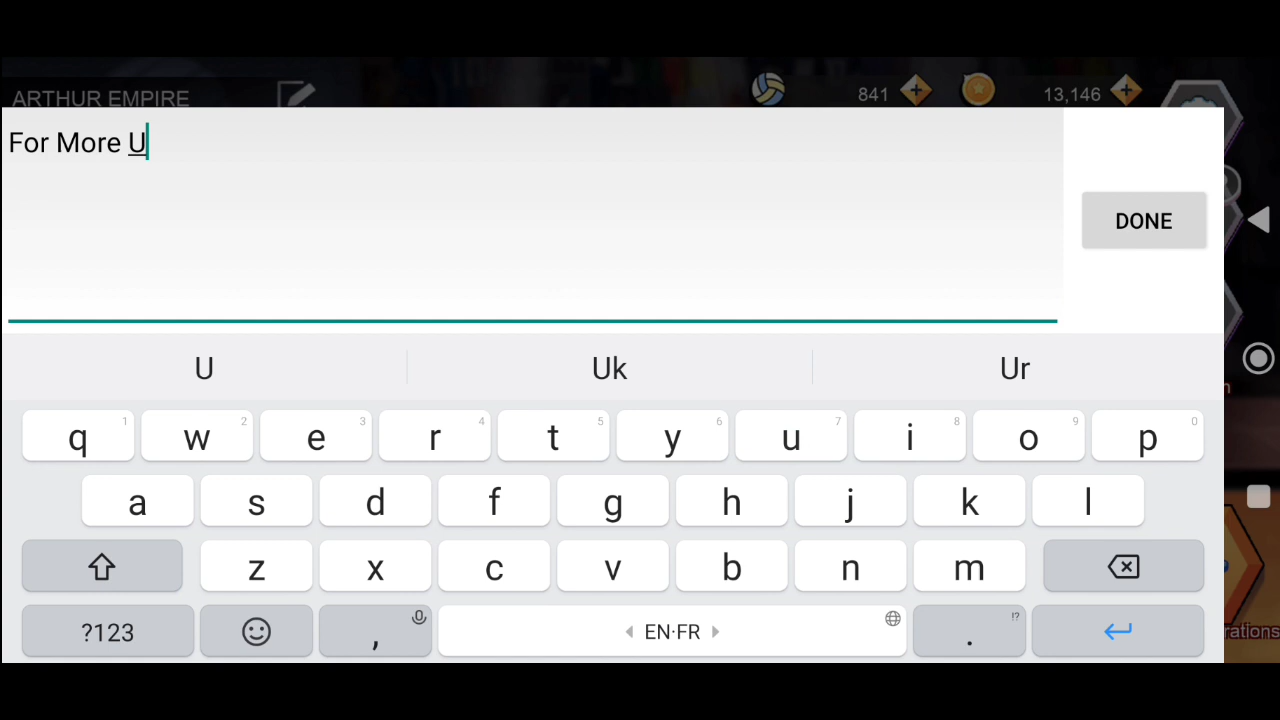 ARTHUR EMPIRE
841
13,146
For More U
DONE
U
Uk
Ur
q 1 w 2 e 3 r 4 t 5 y 6 u 7 i 8 o 9 p 0
a s d f g h j k l
z x c v b n m
?123 , EN·FR . !?
rations